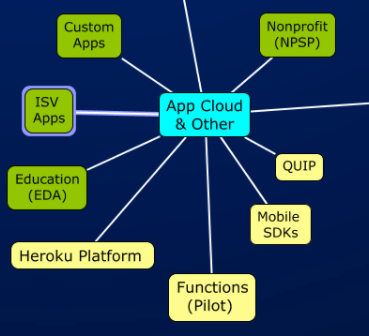 Custom
Apps
Nonprofit
(NPSP)
ISV
Apps
App Cloud
& Other
QUIP
Education
(EDA)
Mobile
SDKs
Heroku Platform
Functions
(Pilot)